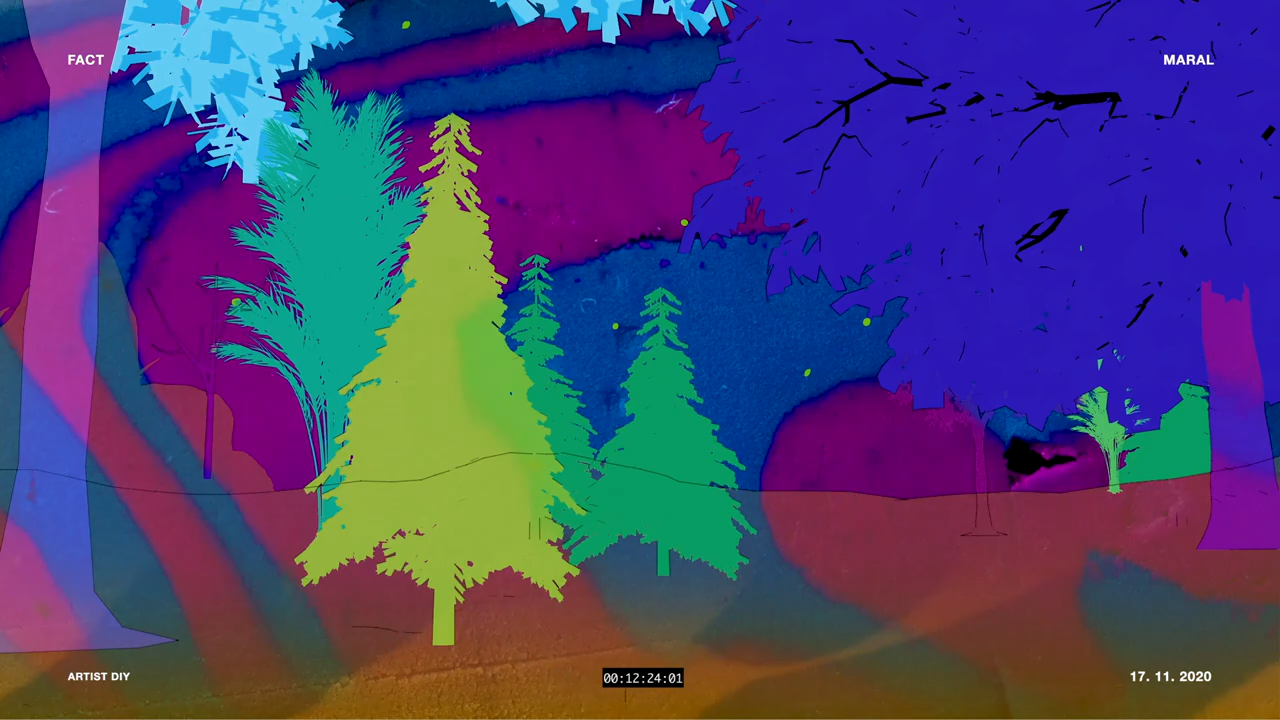 FACT
MARAL
ARTIST DIY
00:12:24:01
17. 11. 2020